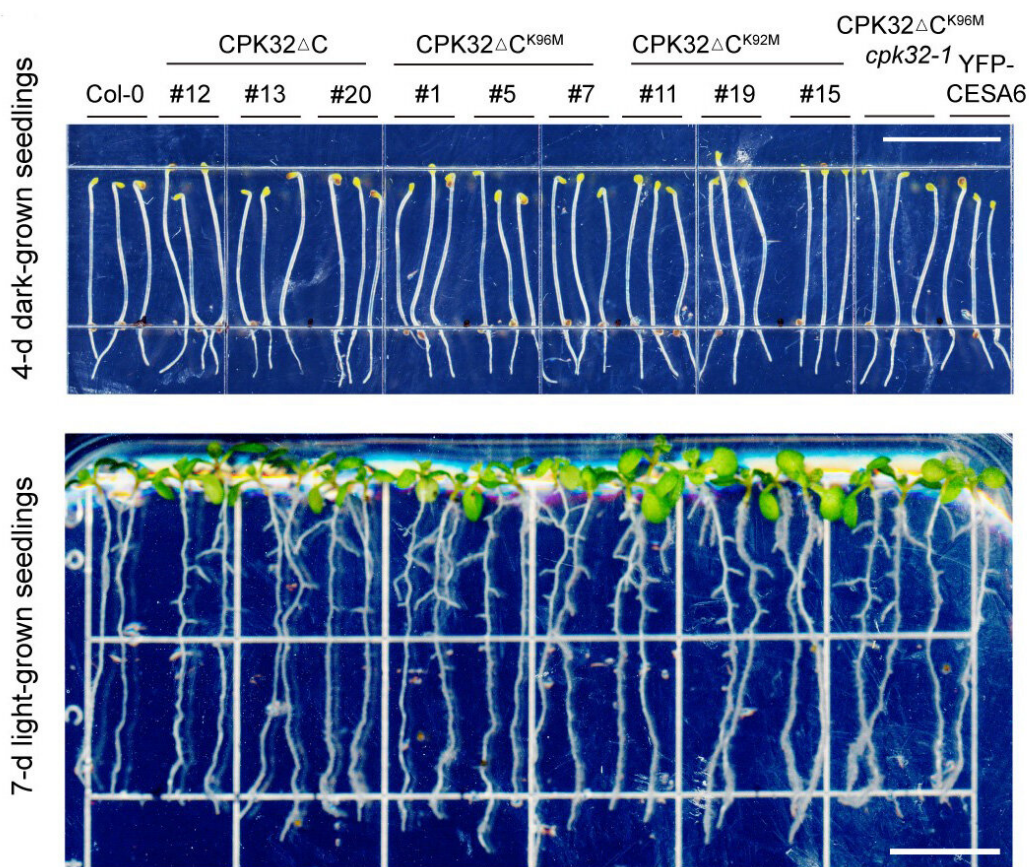 CPK32△C CPK32△C^K96M CPK32△C^K92M CPK32△C^K96M
cpk32-1 YFP-
Col-0 #12 #13 #20 #1 #5 #7 #11 #19 #15 CESA6
4-d dark-grown seedlings
7-d light-grown seedlings